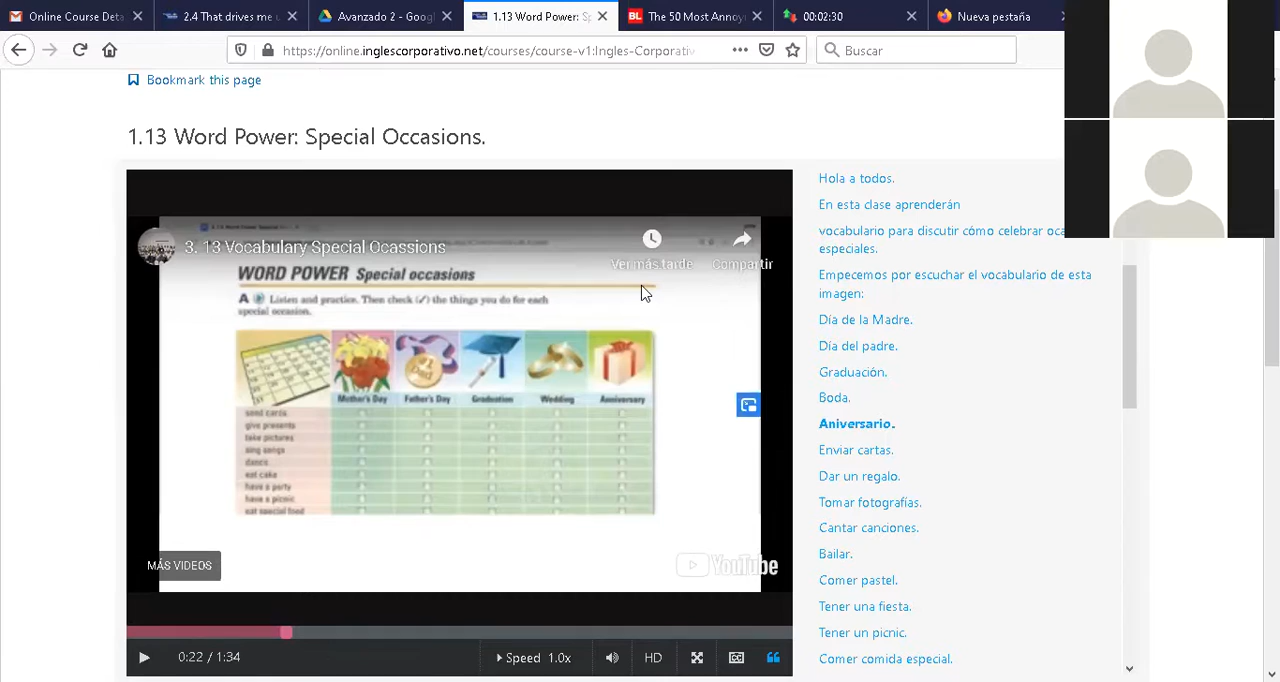 Online Course Deta
2.4 That drives me u
Avanzado 2 - Goog
1.13 Word Power: S
The 50 Most Annoy
00:02:30
Nueva pestaña
https://online.inglescorporativo.net/courses/course-v1:Ingles-Corporativ
Buscar
Bookmark this page
1.13 Word Power: Special Occasions.
3. 13 Vocabulary Special Ocassions
Ver más tarde
Compartir
WORD POWER Special occasions
A Listen and practice. Then check (✓) the things you do for each
special occasion.
Mother's Day Father's Day Graduation Wedding Anniversary
send cards
give presents
take pictures
sing songs
dance
eat cake
have a party
have a picnic
eat special food
MÁS VIDEOS
YouTube
0:22 / 1:34
Speed 1.0x
HD
Hola a todos.
En esta clase aprenderán
vocabulario para discutir cómo celebrar oca
especiales.
Empecemos por escuchar el vocabulario de esta
imagen:
Día de la Madre.
Día del padre.
Graduación.
Boda.
Aniversario.
Enviar cartas.
Dar un regalo.
Tomar fotografías.
Cantar canciones.
Bailar.
Comer pastel.
Tener una fiesta.
Tener un picnic.
Comer comida especial.